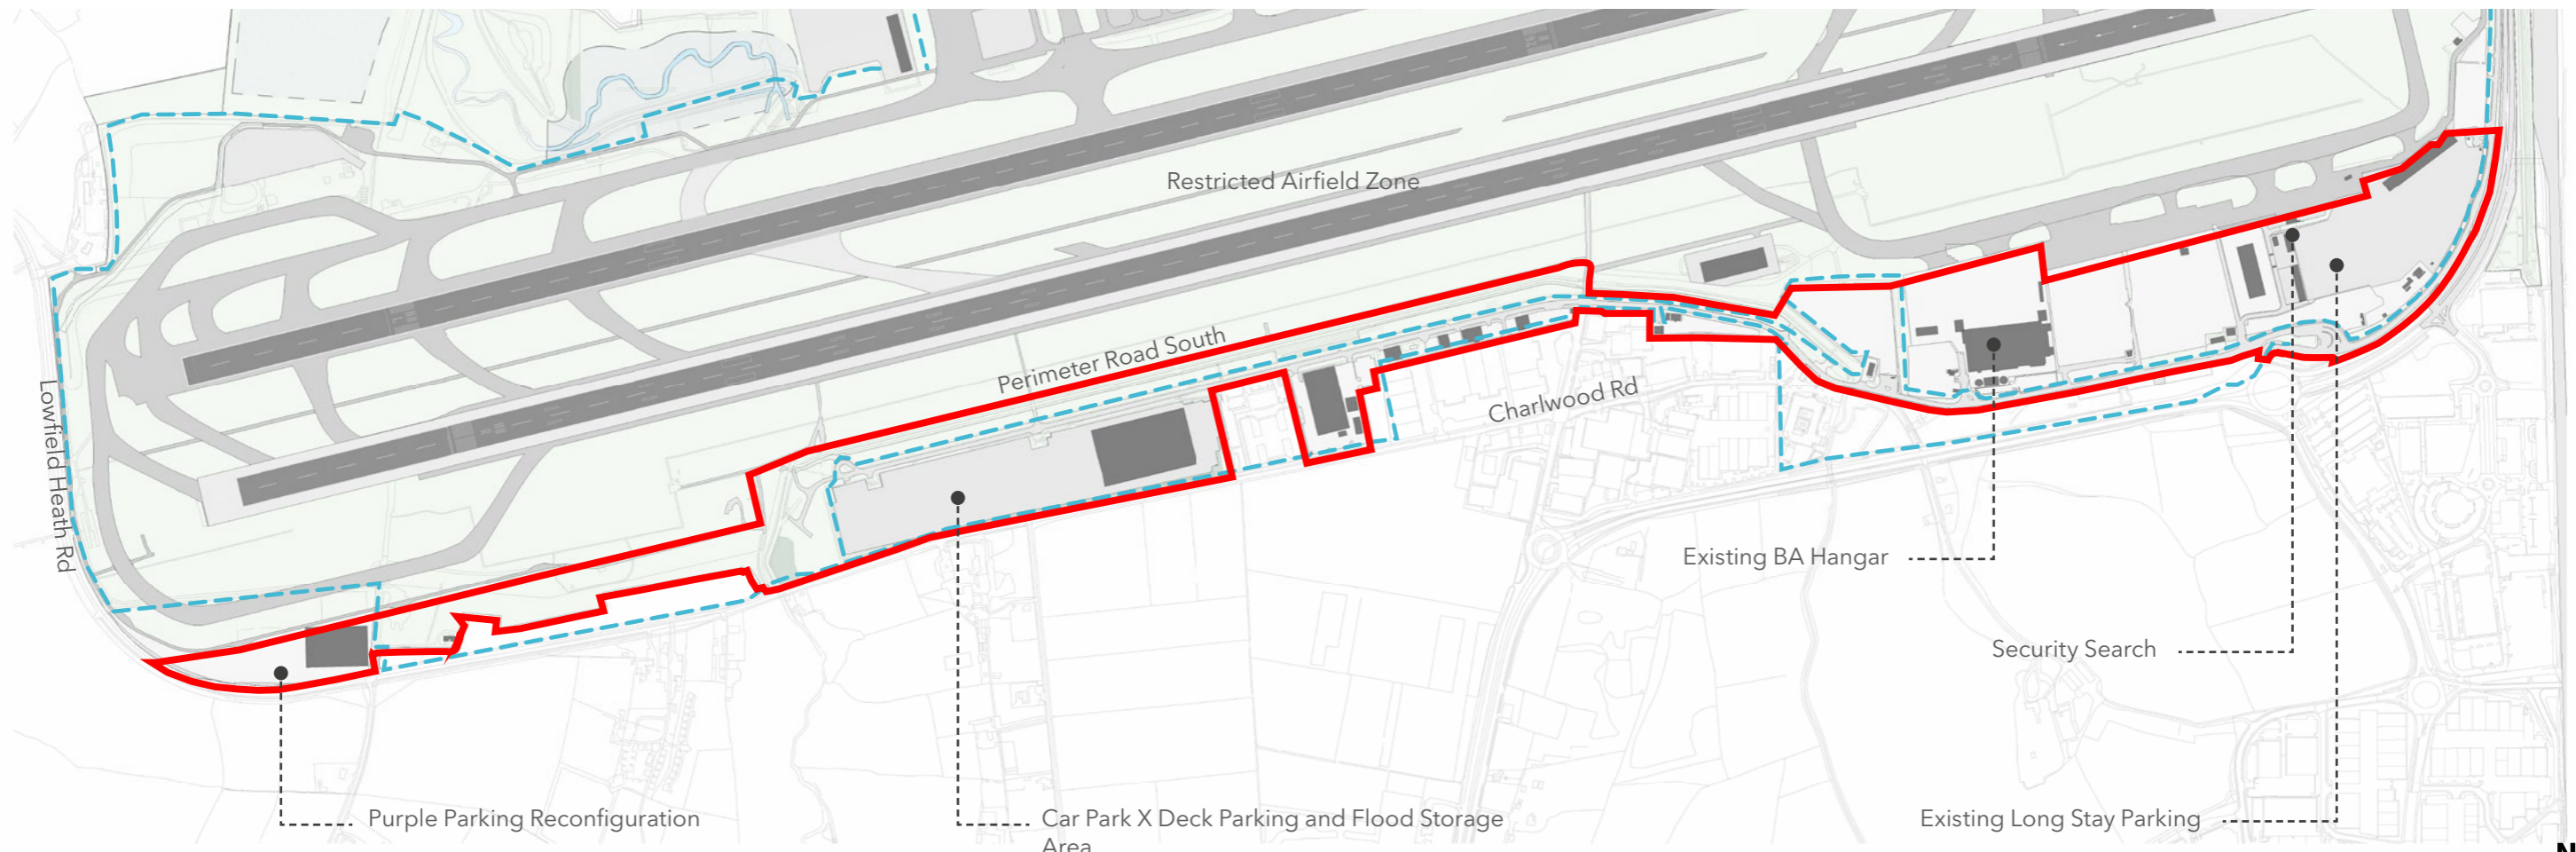 Restricted Airfield Zone
Perimeter Road South
Lowfield Heath Rd
Charlwood Rd
Existing BA Hangar
Security Search
Purple Parking Reconfiguration
Car Park X Deck Parking and Flood Storage
Area
Existing Long Stay Parking
N